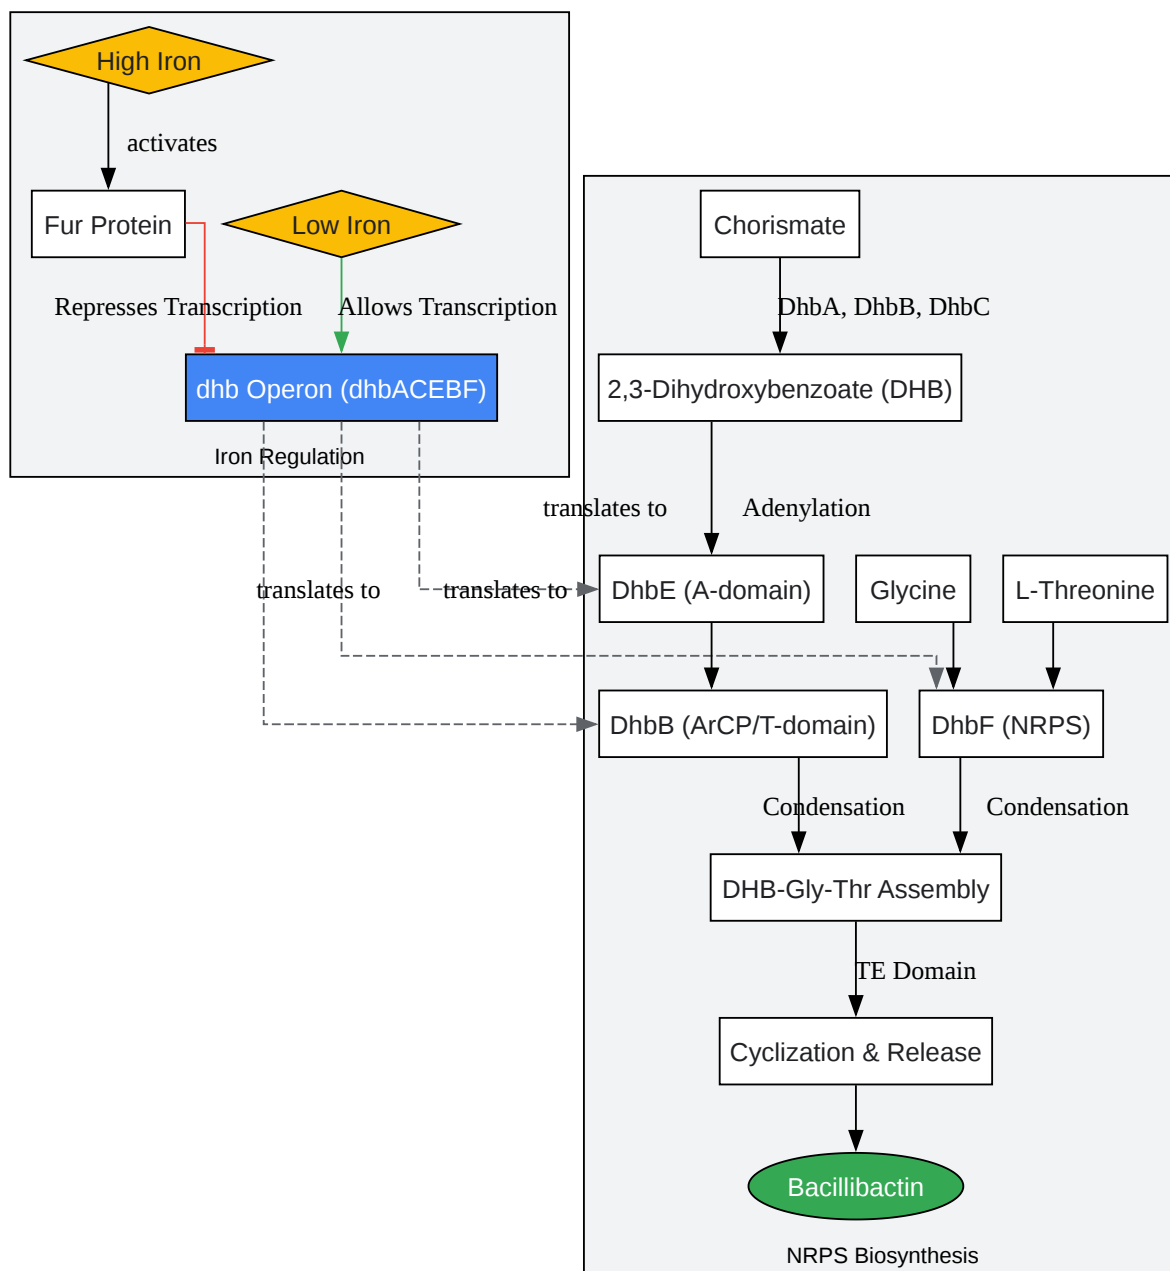 High Iron
activates
Fur Protein
Low Iron
Represses Transcription
Allows Transcription
dhb Operon (dhbACEBF)
Iron Regulation
translates to
translates to
translates to
Chorismate
DhbA, DhbB, DhbC
2,3-Dihydroxybenzoate (DHB)
Adenylation
DhbE (A-domain)
Glycine
L-Threonine
DhbB (ArCP/T-domain)
DhbF (NRPS)
Condensation
Condensation
DHB-Gly-Thr Assembly
TE Domain
Cyclization & Release
Bacillibactin
NRPS Biosynthesis